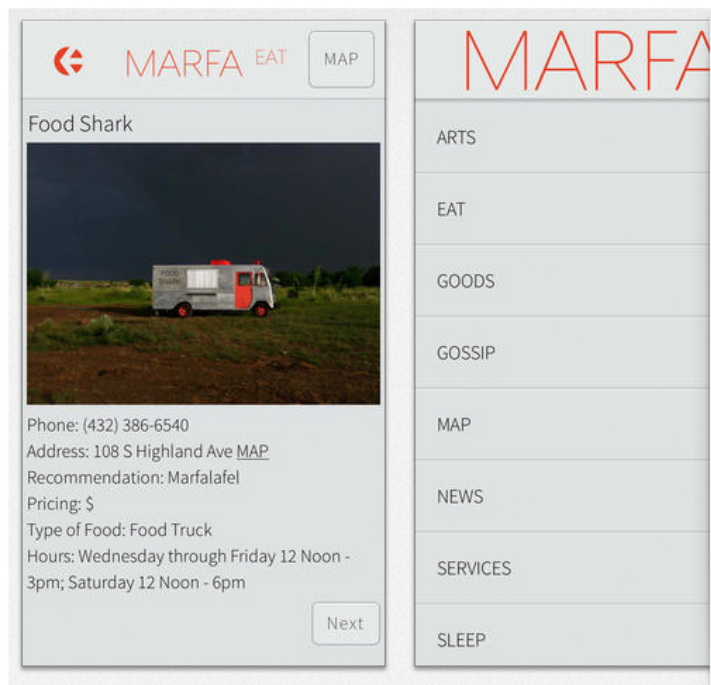 MARFA EAT
MAP
Food Shark
FOOD
SHARK
Phone: (432) 386-6540
Address: 108 S Highland Ave MAP
Recommendation: Marfalafel
Pricing: $
Type of Food: Food Truck
Hours: Wednesday through Friday 12 Noon -
3pm; Saturday 12 Noon - 6pm
Next
MARFA
ARTS
EAT
GOODS
GOSSIP
MAP
NEWS
SERVICES
SLEEP